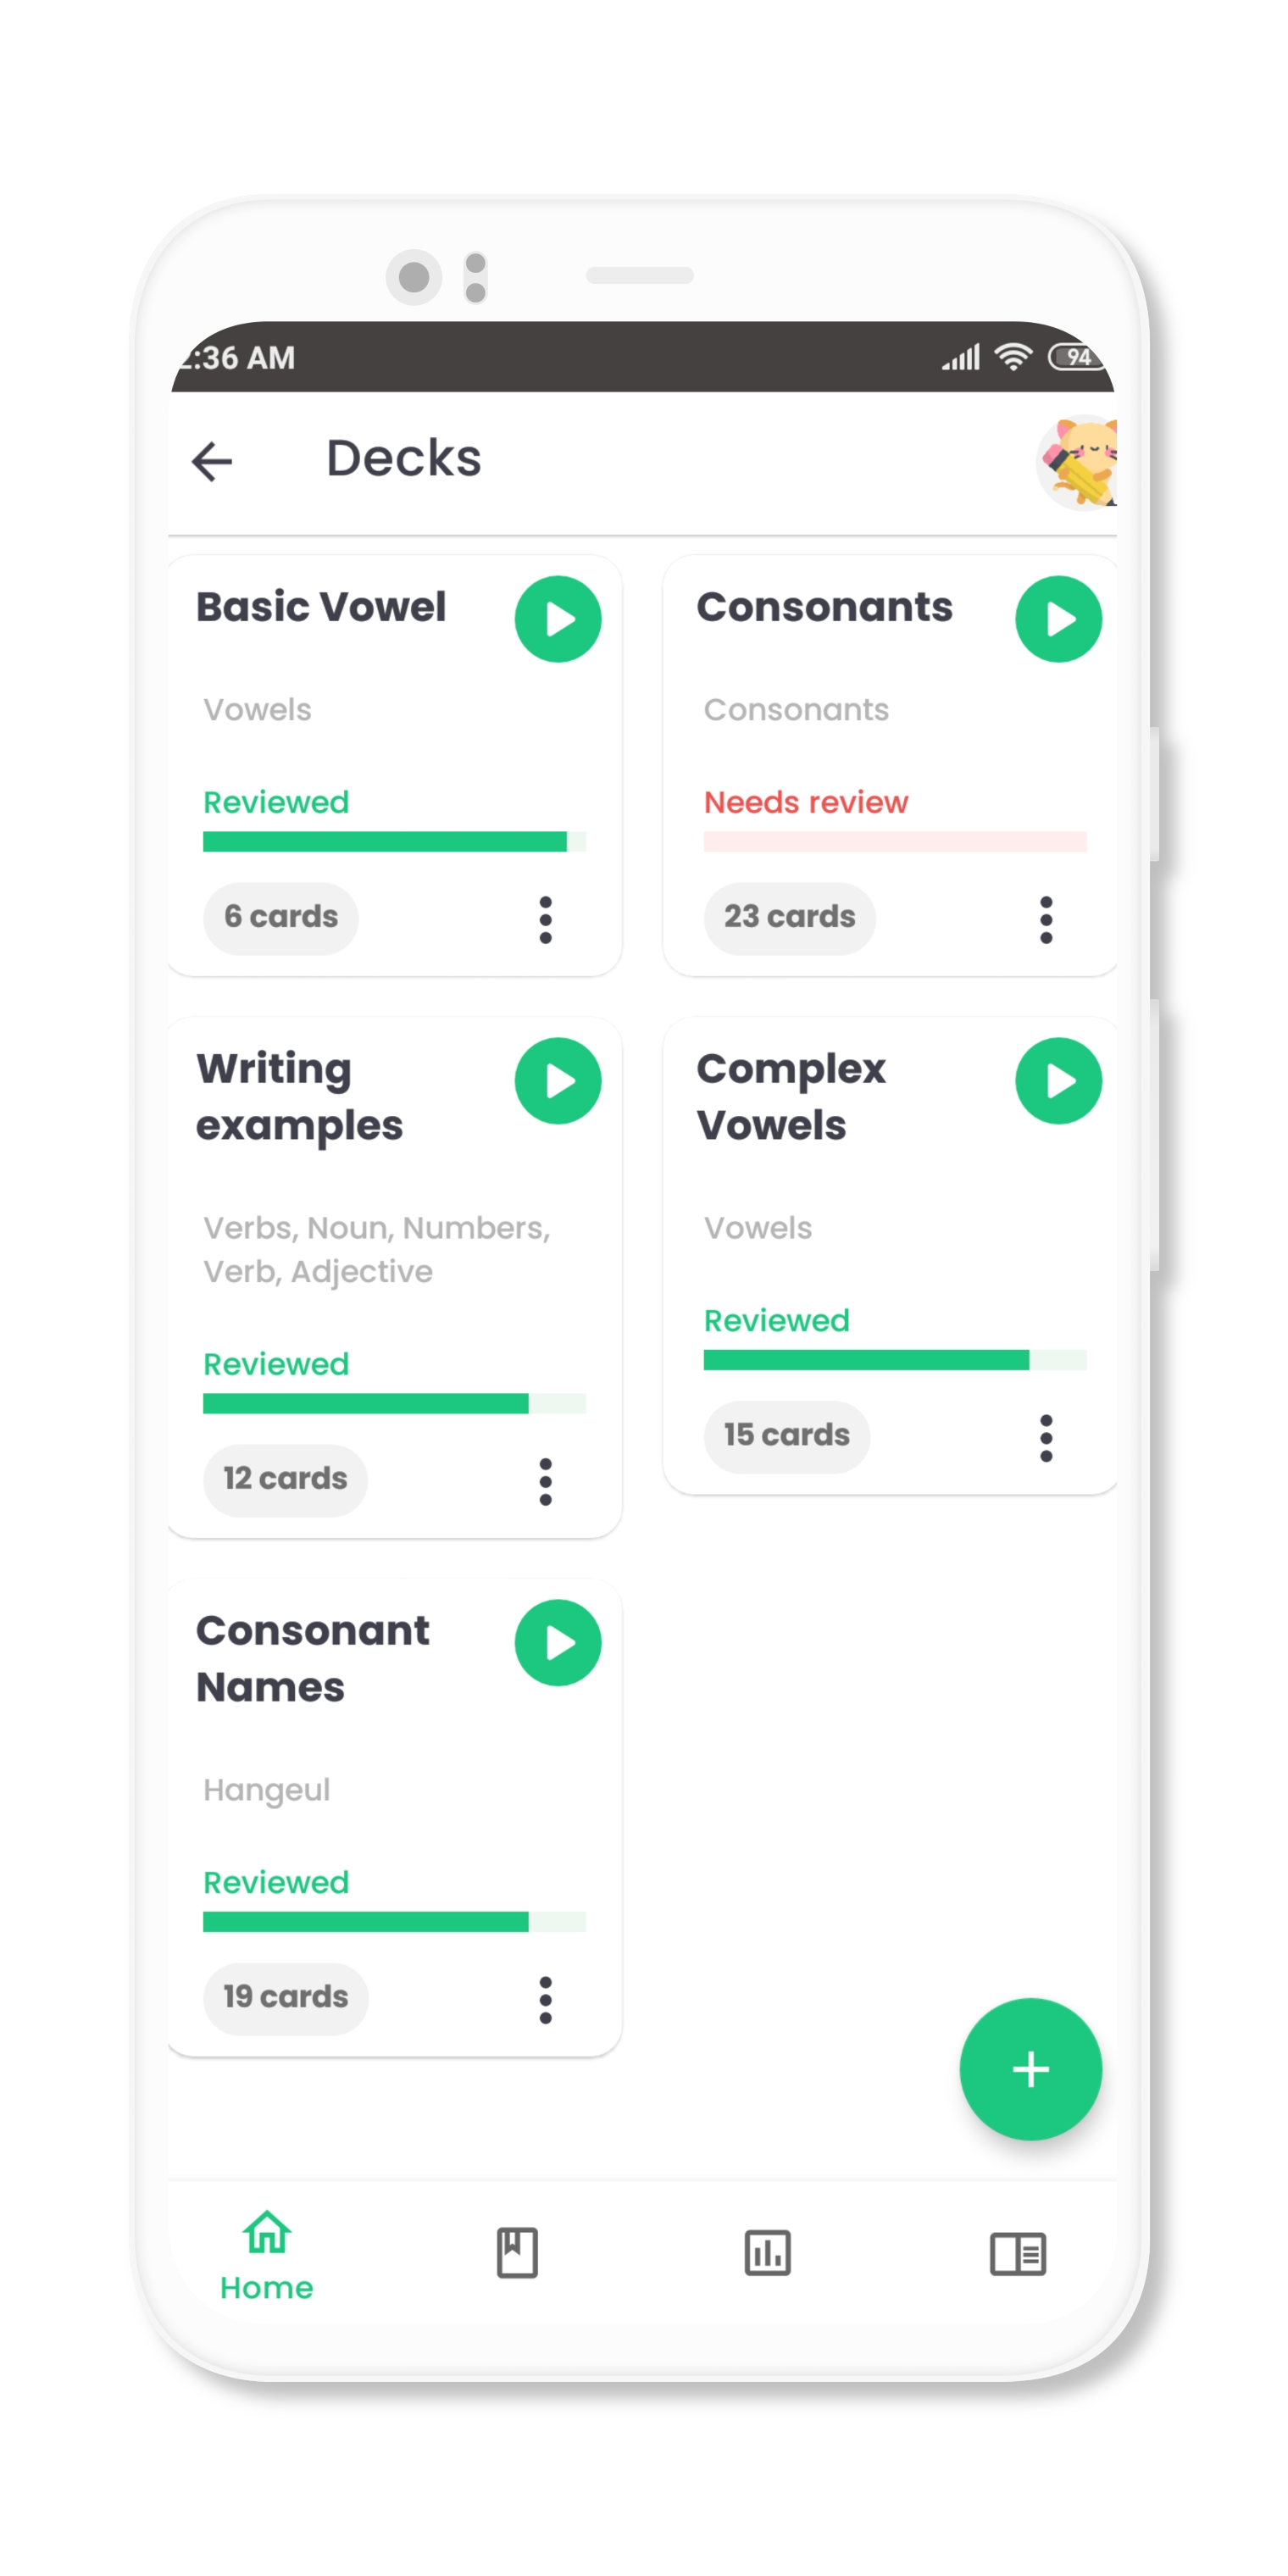 :36 AM
94
Decks
Basic Vowel
Vowels
Reviewed
6 cards
Consonants
Consonants
Needs review
23 cards
Writing
examples
Verbs, Noun, Numbers,
Verb, Adjective
Reviewed
12 cards
Complex
Vowels
Vowels
Reviewed
15 cards
Consonant
Names
Hangeul
Reviewed
19 cards
Home